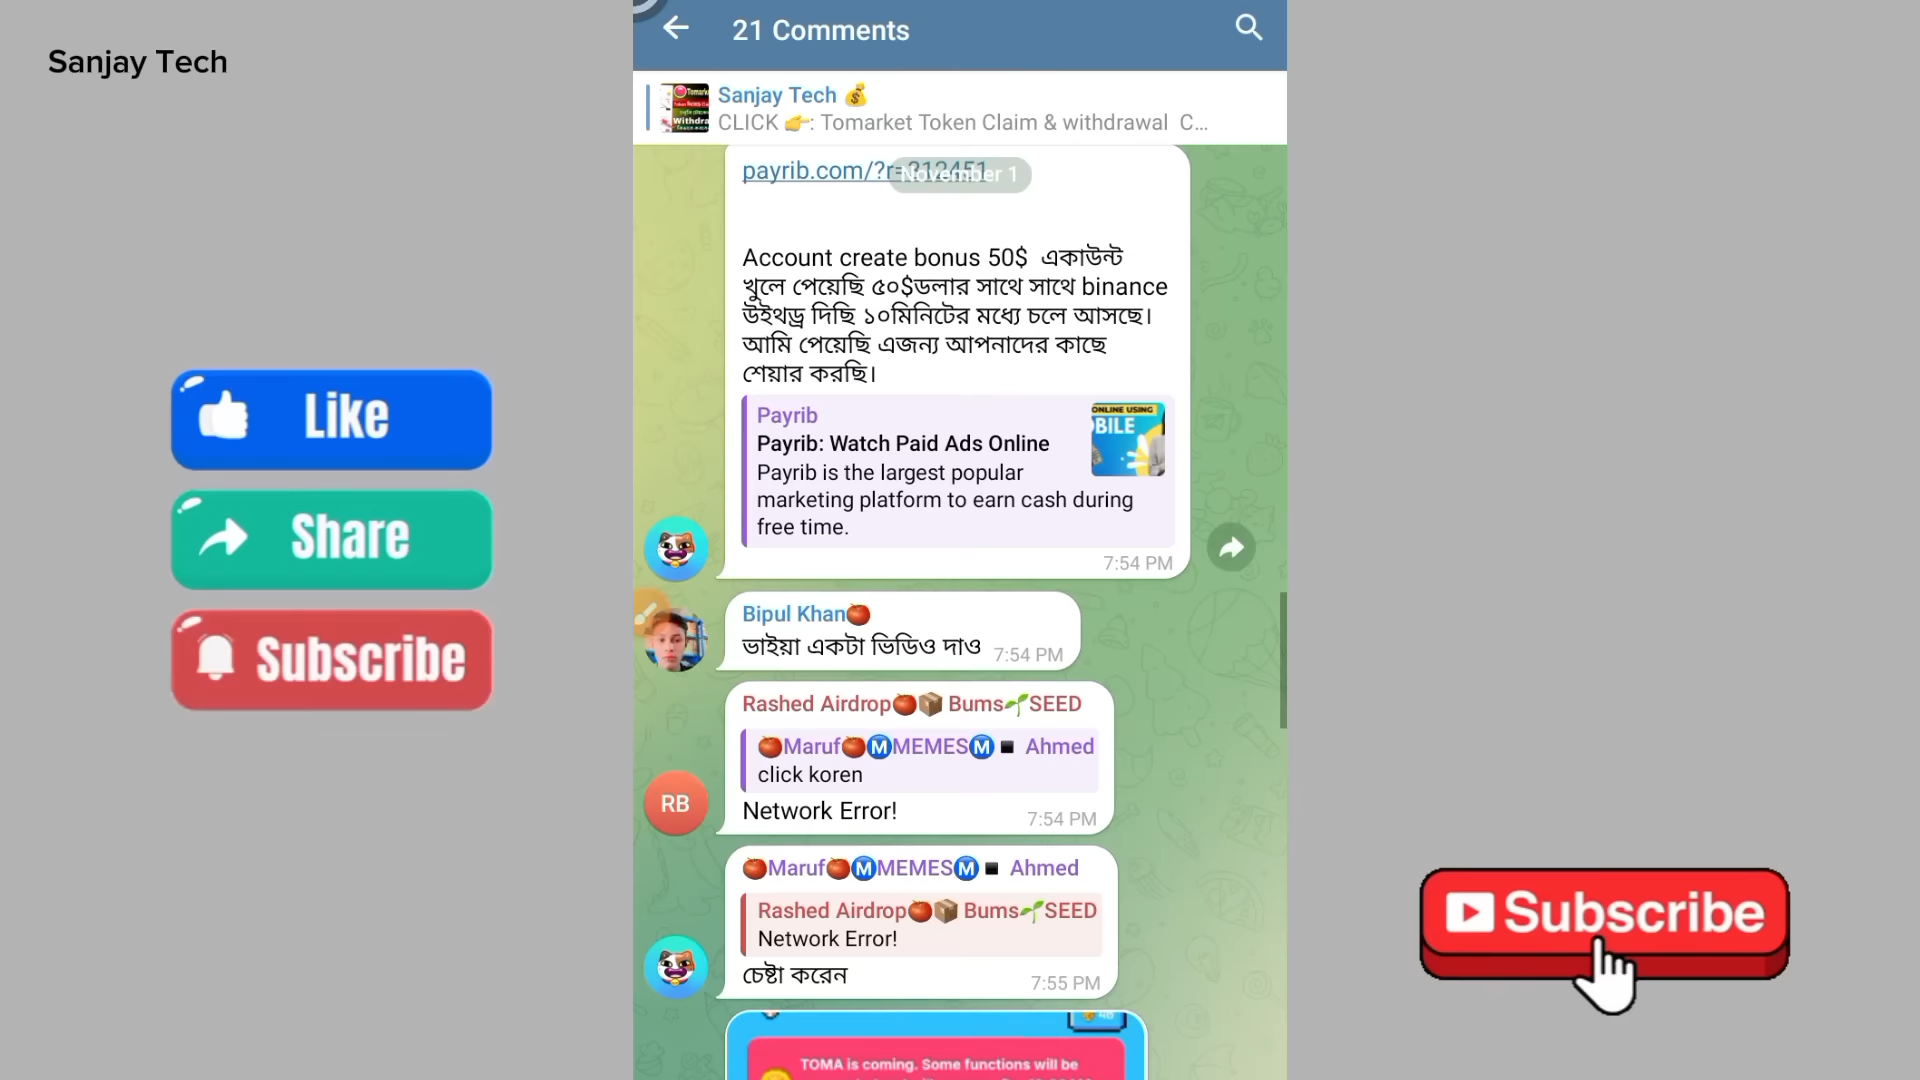 Sanjay Tech
21 Comments
Sanjay Tech 💰
CLICK 👉: Tomarket Token Claim & withdrawal C...
payrib.com/?r=312451
November 1
Account create bonus 50$ একাউন্ট
খুলে পেয়েছি ৫০$ডলার সাথে সাথে binance
উইথড্র দিছি ১০মিনিটের মধ্যে চলে আসছে।
আমি পেয়েছি এজন্য আপনাদের কাছে
শেয়ার করছি।
Payrib
Payrib: Watch Paid Ads Online
Payrib is the largest popular
marketing platform to earn cash during
free time.
ONLINE USING
7:54 PM
Bipul Khan🍅
ভাইয়া একটা ভিডিও দাও 7:54 PM
Rashed Airdrop🍅📦 Bums🌱SEED
🍅Maruf🍅Ⓜ️MEMESⓂ️◾ Ahmed
click koren
RB
Network Error! 7:54 PM
🍅Maruf🍅Ⓜ️MEMESⓂ️◾ Ahmed
Rashed Airdrop🍅📦 Bums🌱SEED
Network Error!
চেষ্টা করেন 7:55 PM
TOMA is coming. Some functions will be
Like
Share
Subscribe
Subscribe